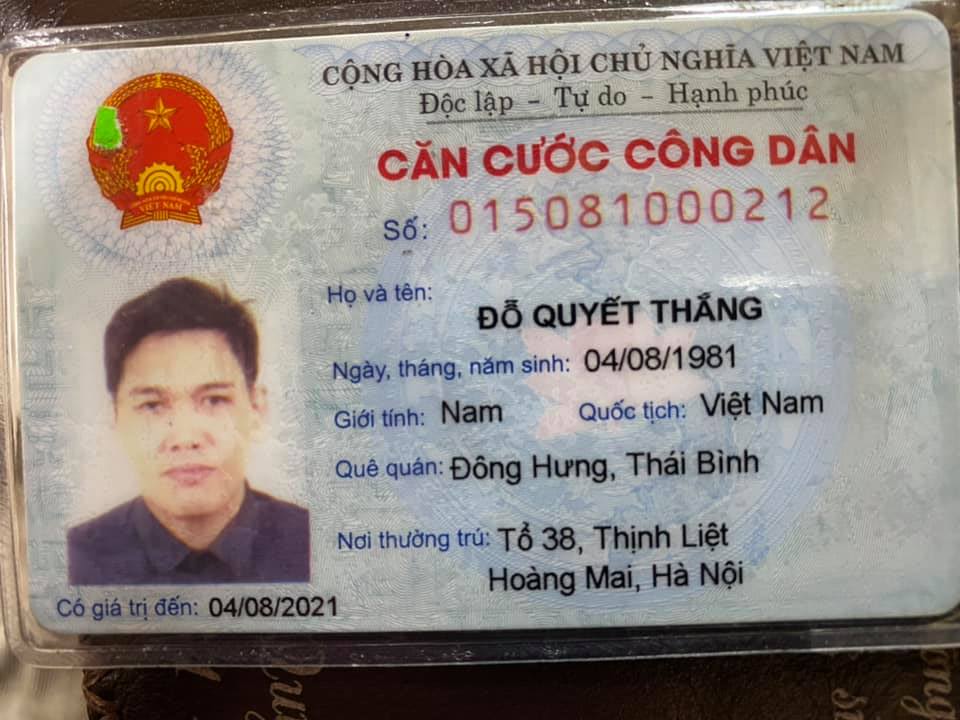 CỘNG HÒA XÃ HỘI CHỦ NGHĨA VIỆT NAM
Độc lập - Tự do - Hạnh phúc
CĂN CƯỚC CÔNG DÂN
Số: 015081000212
Họ và tên:
ĐỖ QUYẾT THẮNG
Ngày, tháng, năm sinh: 04/08/1981
Giới tính: Nam Quốc tịch: Việt Nam
Quê quán: Đông Hưng, Thái Bình
Nơi thường trú: Tổ 38, Thịnh Liệt
Hoàng Mai, Hà Nội
Có giá trị đến: 04/08/2021
VIỆT NAM